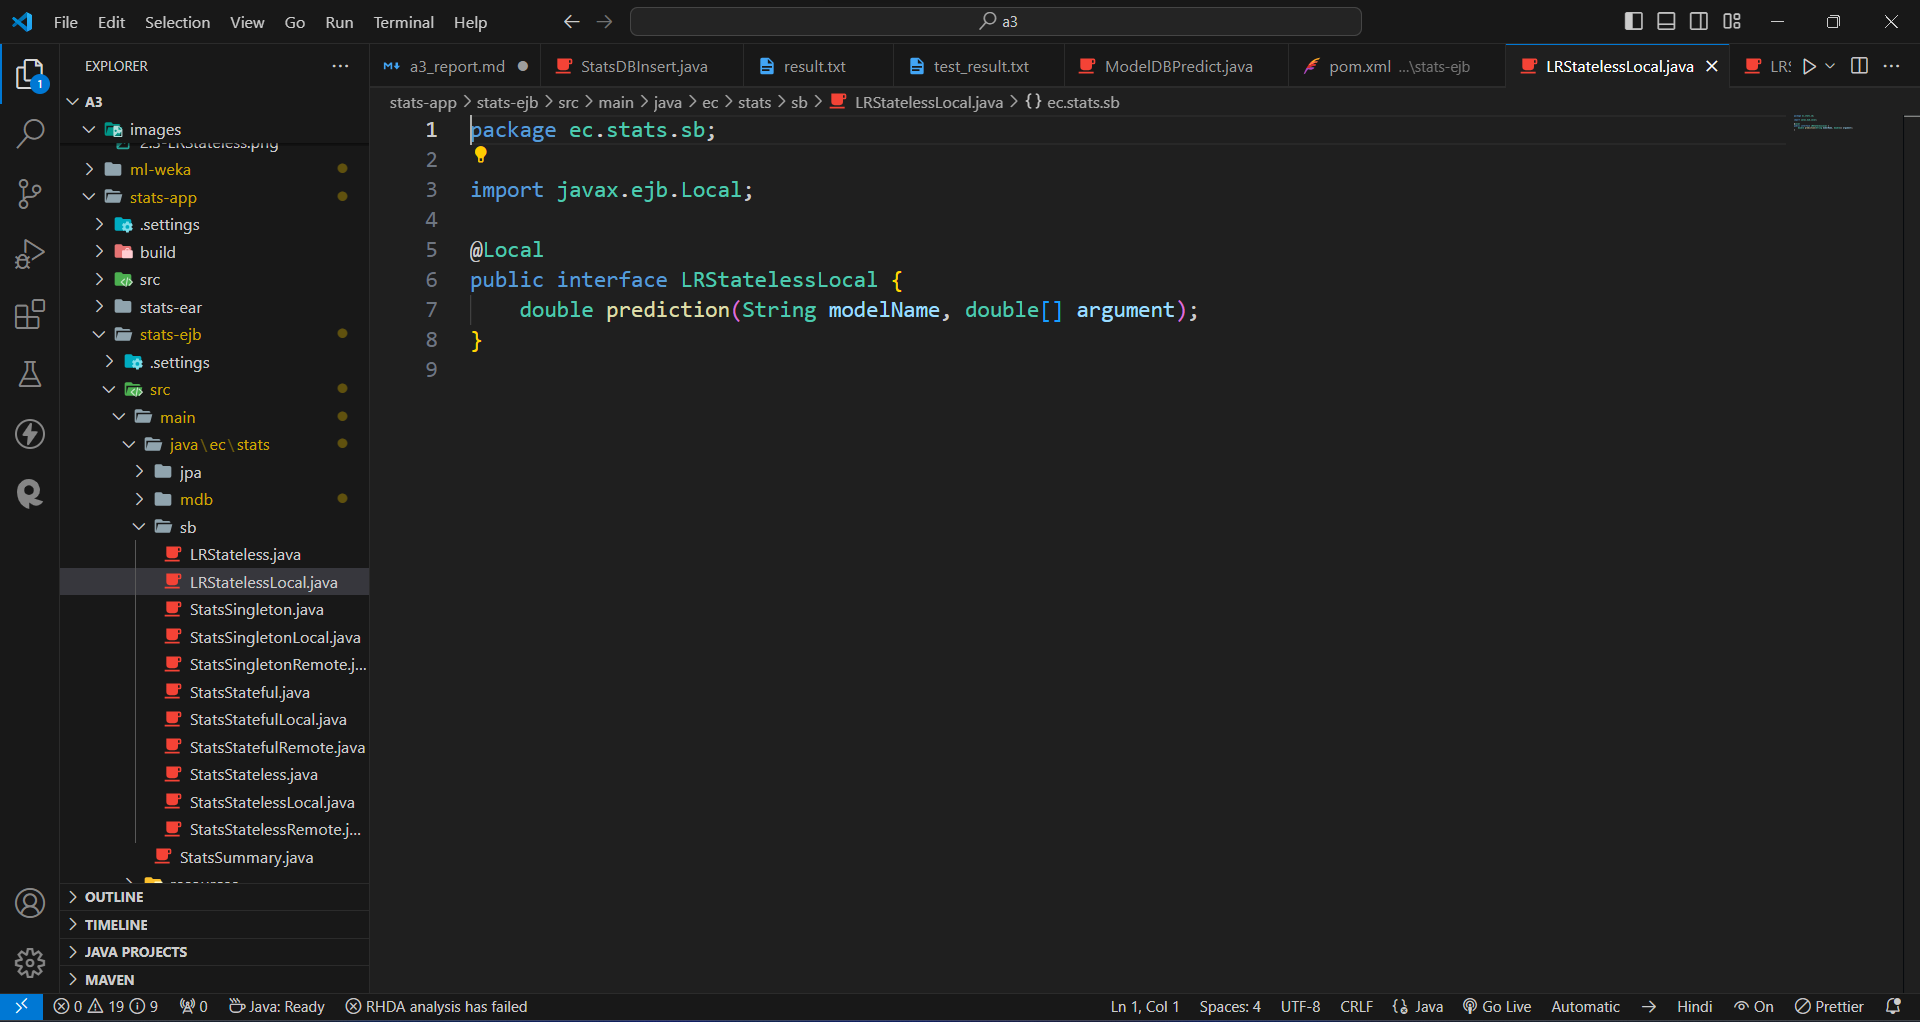 File Edit Selection View Go Run Terminal Help
a3
EXPLORER
A3
images
2.3-LRStateless.png
ml-weka
stats-app
.settings
build
src
stats-ear
stats-ejb
.settings
src
main
java\ec\stats
jpa
mdb
sb
LRStateless.java
LRStatelessLocal.java
StatsSingleton.java
StatsSingletonLocal.java
StatsSingletonRemote.j...
StatsStateful.java
StatsStatefulLocal.java
StatsStatefulRemote.java
StatsStateless.java
StatsStatelessLocal.java
StatsStatelessRemote.j...
StatsSummary.java
OUTLINE
TIMELINE
JAVA PROJECTS
MAVEN
1
a3_report.md StatsDBInsert.java result.txt test_result.txt ModelDBPredict.java pom.xml ...\stats-ejb LRStatelessLocal.java LRS
stats-app > stats-ejb > src > main > java > ec > stats > sb > LRStatelessLocal.java > {} ec.stats.sb
1 package ec.stats.sb;
2
3 import javax.ejb.Local;
4
5 @Local
6 public interface LRStatelessLocal {
7 double prediction(String modelName, double[] argument);
8 }
9
0 19 9 0 Java: Ready RHDA analysis has failed Ln 1, Col 1 Spaces: 4 UTF-8 CRLF {} Java Go Live Automatic Hindi On Prettier